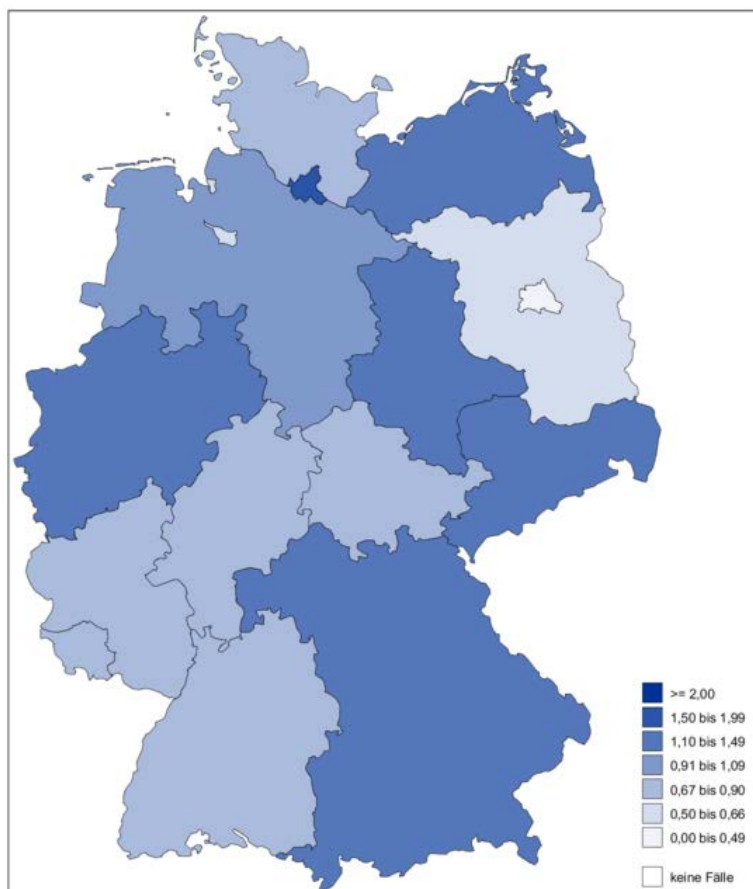 >= 2,00
1,50 bis 1,99
1,10 bis 1,49
0,91 bis 1,09
0,67 bis 0,90
0,50 bis 0,66
0,00 bis 0,49
keine Fälle